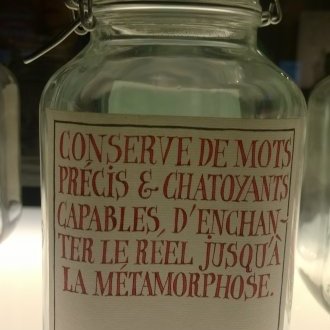 CONSERVE DE MOTS
PRÉCIS & CHATOYANTS
CAPABLES D'ENCHAN-
TER LE RÉEL JUSQU'À
LA MÉTAMORPHOSE.